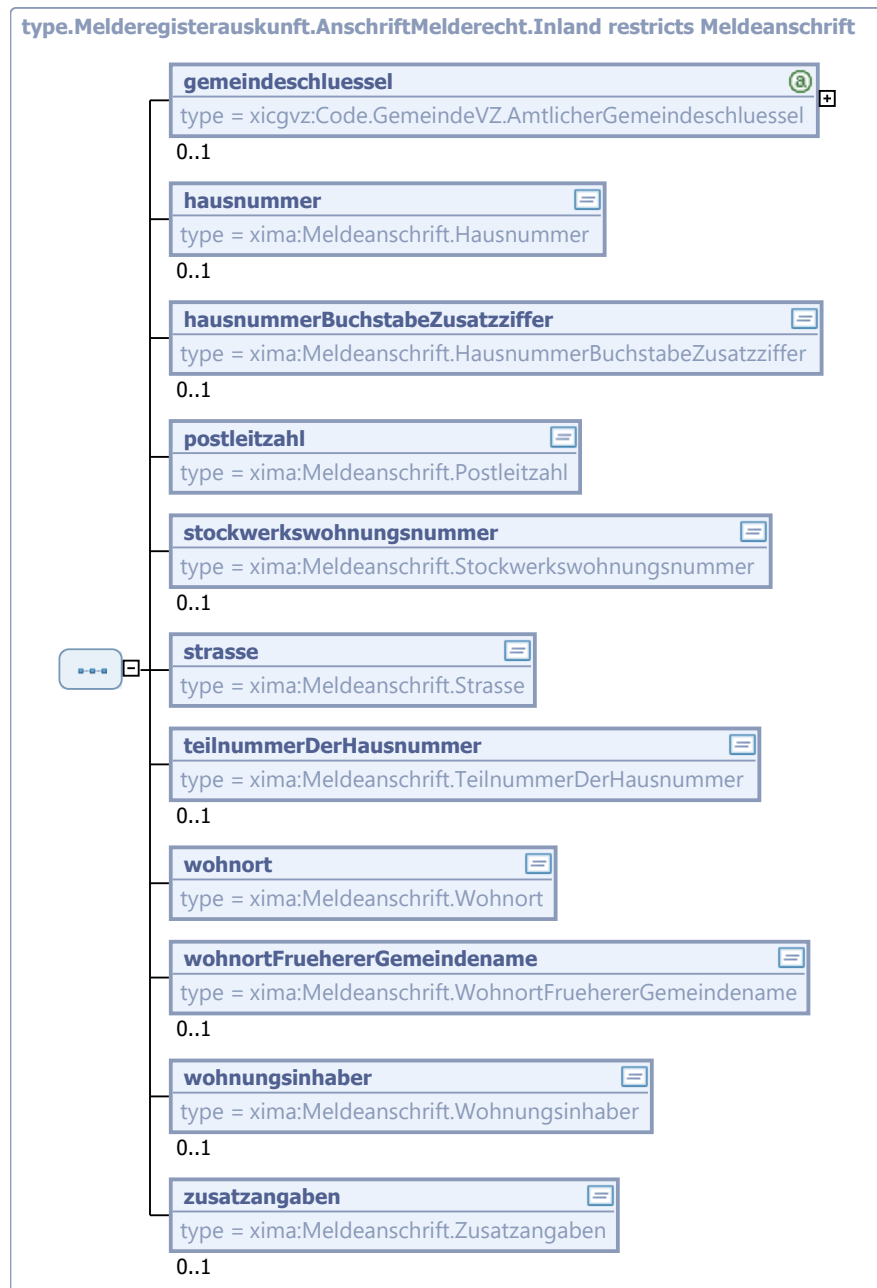 type.Melderegisterauskunft.AnschriftMelderecht.Inland restricts Meldeanschrift
gemeindeschluessel
type = xicgvz:Code.GemeindeVZ.AmtlicherGemeindeschluessel
0..1
hausnummer
type = xima:Meldeanschrift.Hausnummer
0..1
hausnummerBuchstabeZusatzziffer
type = xima:Meldeanschrift.HausnummerBuchstabeZusatzziffer
0..1
postleitzahl
type = xima:Meldeanschrift.Postleitzahl
stockwerkswohnungsnummer
type = xima:Meldeanschrift.Stockwerkswohnungsnummer
0..1
strasse
type = xima:Meldeanschrift.Strasse
teilnummerDerHausnummer
type = xima:Meldeanschrift.TeilnummerDerHausnummer
0..1
wohnort
type = xima:Meldeanschrift.Wohnort
wohnortFruehererGemeindename
type = xima:Meldeanschrift.WohnortFruehererGemeindename
0..1
wohnungsinhaber
type = xima:Meldeanschrift.Wohnungsinhaber
0..1
zusatzangaben
type = xima:Meldeanschrift.Zusatzangaben
0..1